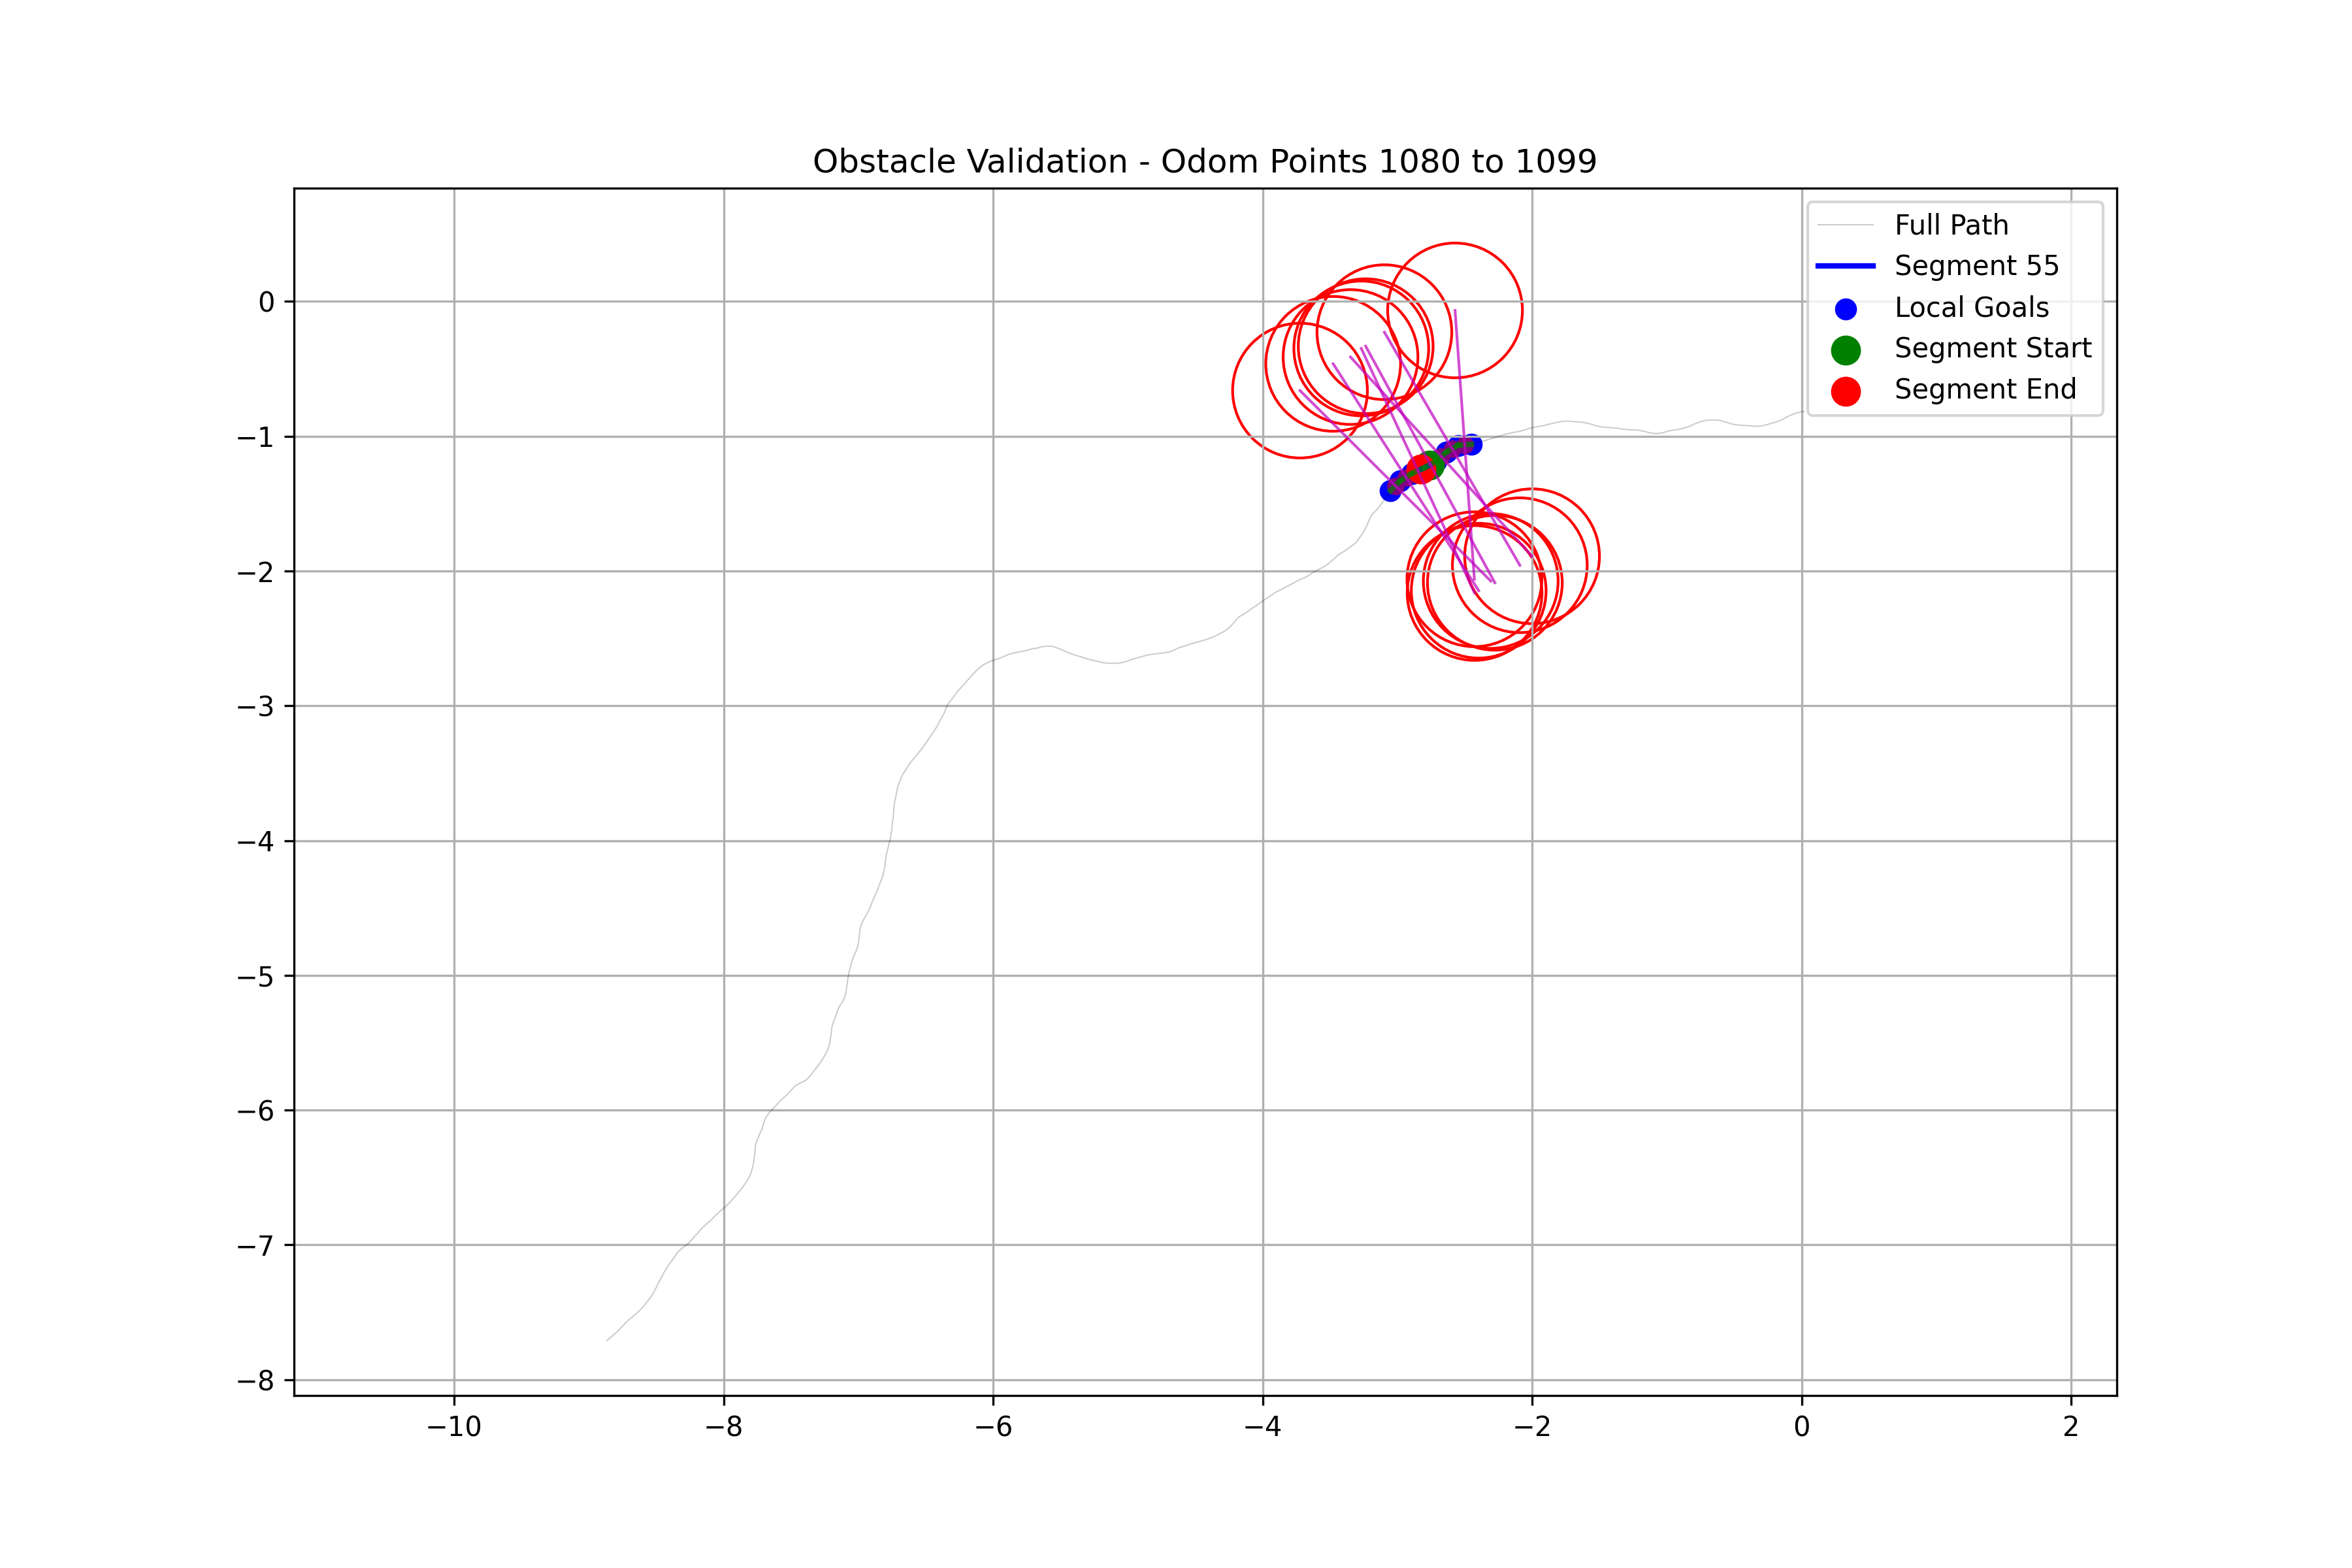 Obstacle Validation - Odom Points 1080 to 1099
Full Path
Segment 55
Local Goals
Segment Start
Segment End
0
−1
−2
−3
−4
−5
−6
−7
−8
−10
−8
−6
−4
−2
0
2